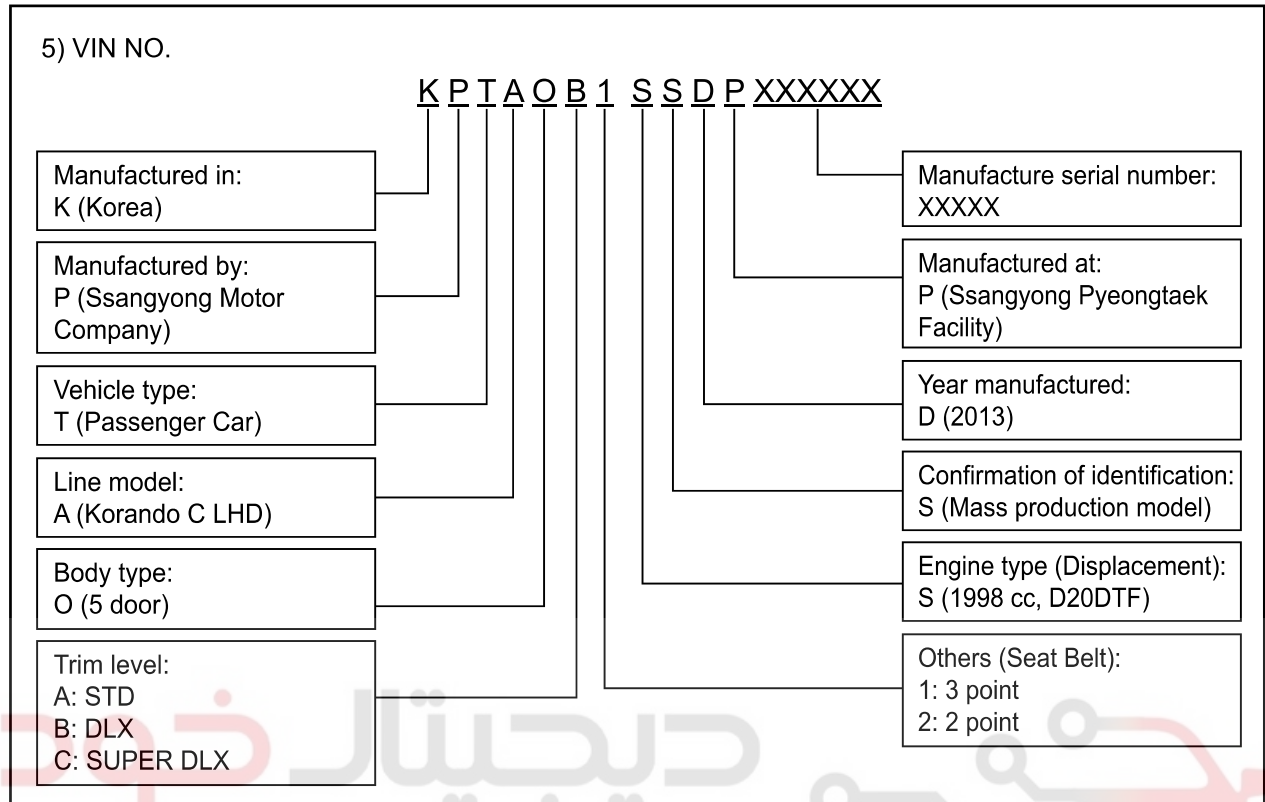 5) VIN NO.
K P T A O B 1 S S D P XXXXXX
Manufactured in:
K (Korea)
Manufactured by:
P (Ssangyong Motor
Company)
Vehicle type:
T (Passenger Car)
Line model:
A (Korando C LHD)
Body type:
O (5 door)
Trim level:
A: STD
B: DLX
C: SUPER DLX
Manufacture serial number:
XXXXX
Manufactured at:
P (Ssangyong Pyeongtaek
Facility)
Year manufactured:
D (2013)
Confirmation of identification:
S (Mass production model)
Engine type (Displacement):
S (1998 cc, D20DTF)
Others (Seat Belt):
1: 3 point
2: 2 point
دیجیتال خودرو